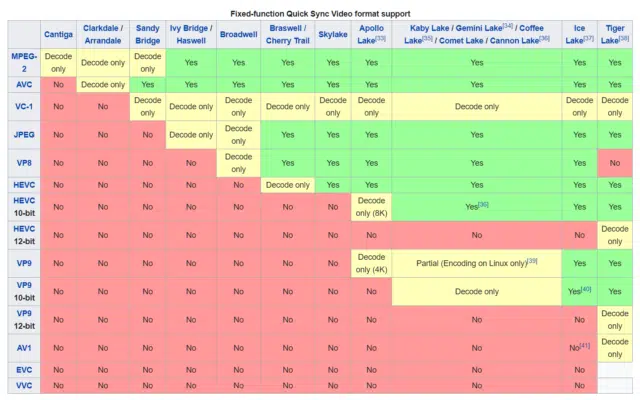 Fixed-function Quick Sync Video format support
Cantiga Clarkdale / Arrandale Sandy Bridge Ivy Bridge / Haswell Broadwell Braswell / Cherry Trail Skylake Apollo Lake[33] Kaby Lake / Gemini Lake[54] / Coffee Lake[35] / Comet Lake / Cannon Lake[36] Ice Lake[37] Tiger Lake[38]
MPEG-2 Decode only Decode only Decode only Yes Yes Yes Yes Yes Yes Yes Yes
AVC No Decode only Yes Yes Yes Yes Yes Yes Yes Yes Yes
VC-1 No No Decode only Decode only Decode only Decode only Decode only Decode only Decode only Decode only Decode only
JPEG No No No Decode only Decode only Yes Yes Yes Yes Yes Yes
VP8 No No No No Decode only Yes Yes Yes Yes Yes No
HEVC No No No No No Decode only Yes Yes Yes Yes Yes
HEVC 10-bit No No No No No No No Decode only (8K) Yes[36] Yes Yes
HEVC 12-bit No No No No No No No No No No Decode only
VP9 No No No No No No No Decode only (4K) Partial (Encoding on Linux only)[39] Yes Yes
VP9 10-bit No No No No No No No No Decode only Yes[40] Yes
VP9 12-bit No No No No No No No No No No Decode only
AV1 No No No No No No No No No No[41] Decode only
EVC No No No No No No No No No No
VVC No No No No No No No No No No